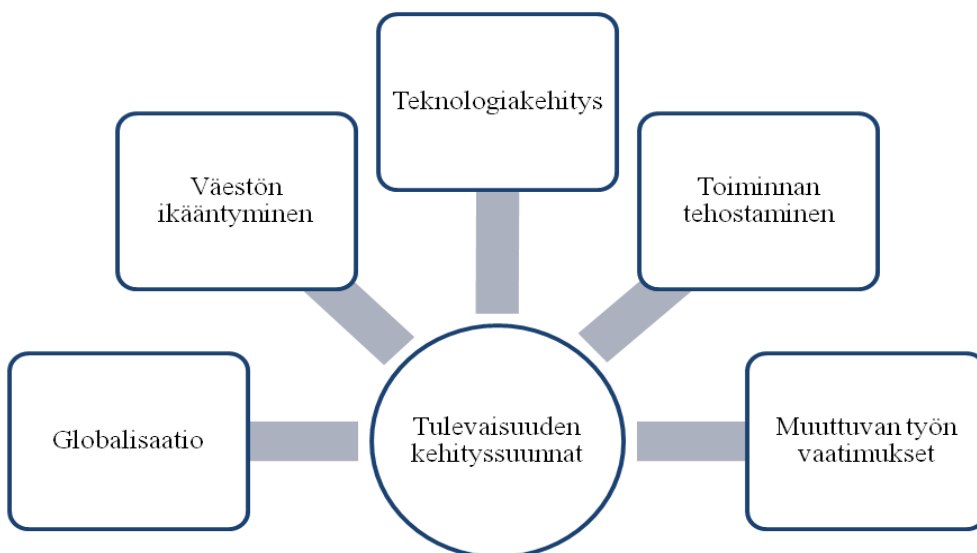 Teknologiakehitys
Väestön
ikääntyminen
Toiminnan
tehostaminen
Globalisaatio
Tulevaisuuden
kehityssuunnat
Muuttuvan työn
vaatimukset